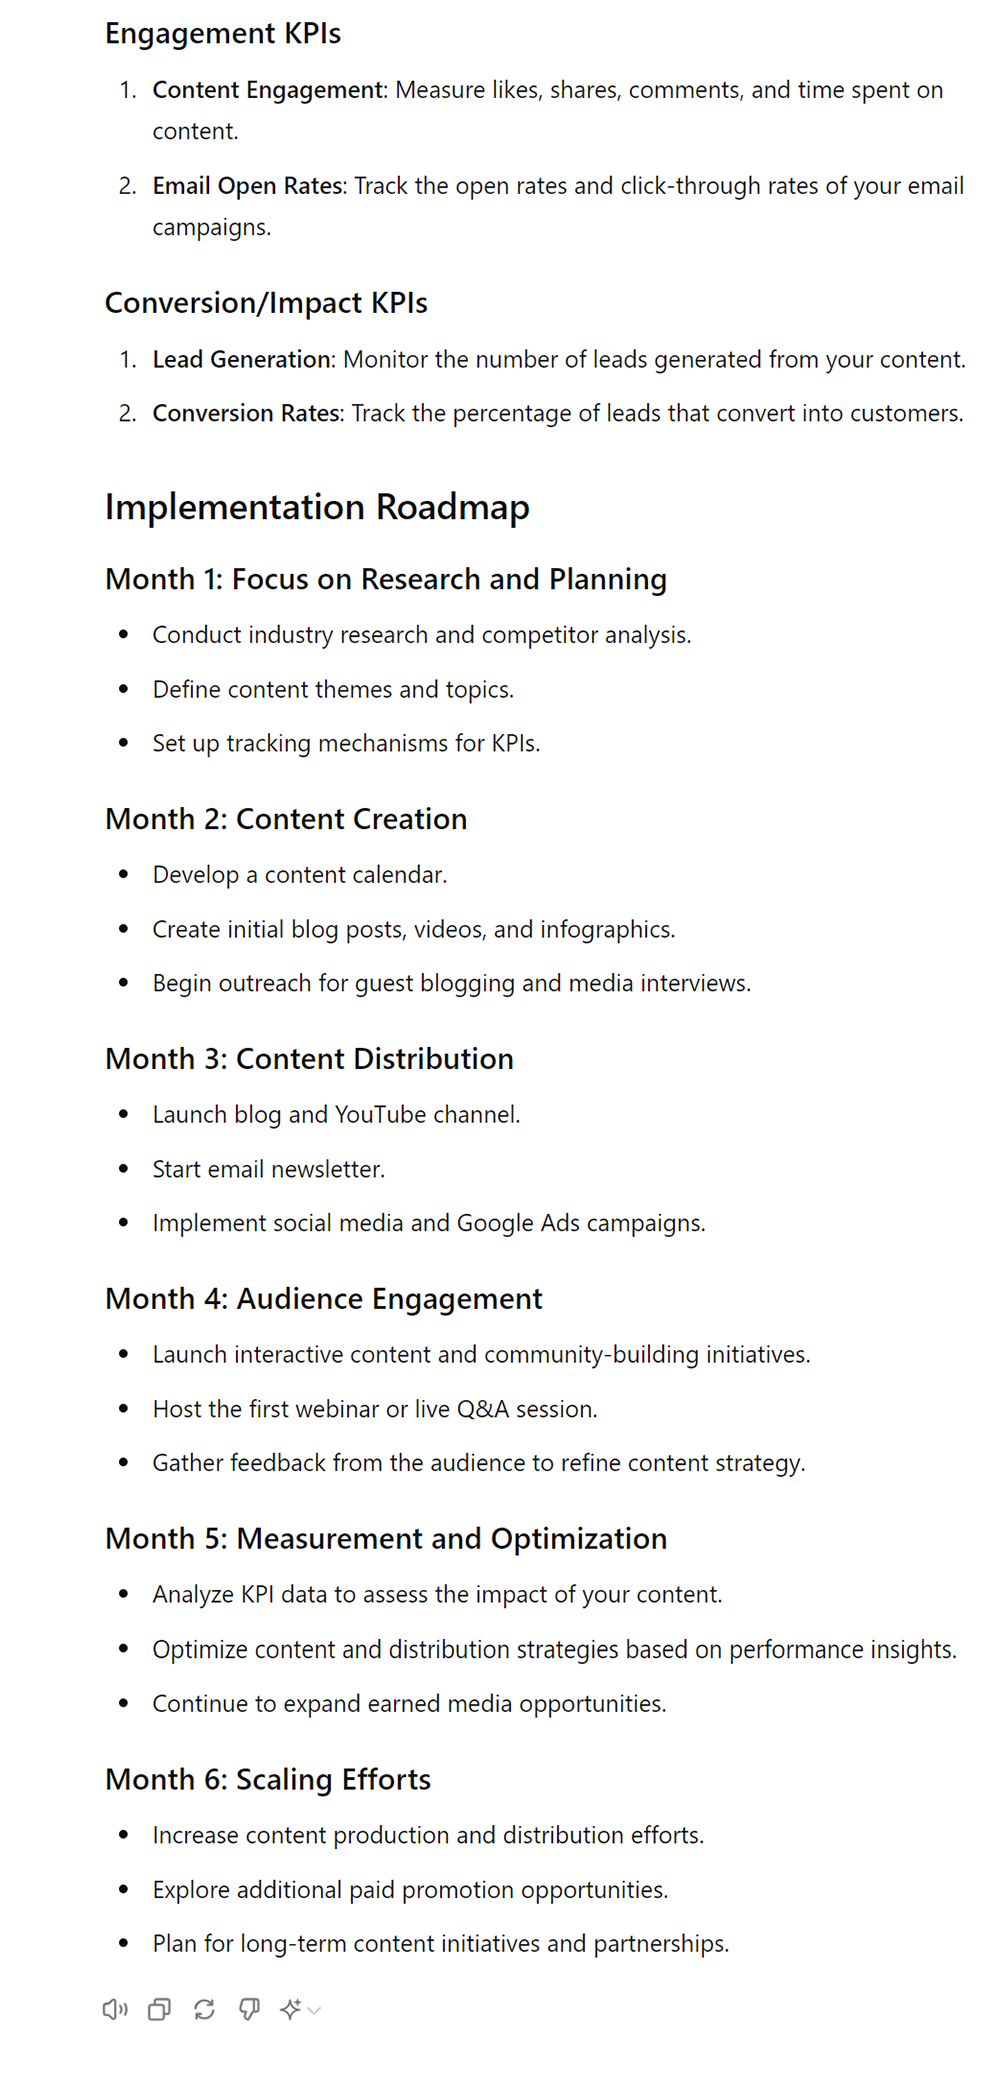 Engagement KPIs
1. Content Engagement: Measure likes, shares, comments, and time spent on
content.
2. Email Open Rates: Track the open rates and click-through rates of your email
campaigns.
Conversion/Impact KPIs
1. Lead Generation: Monitor the number of leads generated from your content.
2. Conversion Rates: Track the percentage of leads that convert into customers.
Implementation Roadmap
Month 1: Focus on Research and Planning
• Conduct industry research and competitor analysis.
• Define content themes and topics.
• Set up tracking mechanisms for KPIs.
Month 2: Content Creation
• Develop a content calendar.
• Create initial blog posts, videos, and infographics.
• Begin outreach for guest blogging and media interviews.
Month 3: Content Distribution
• Launch blog and YouTube channel.
• Start email newsletter.
• Implement social media and Google Ads campaigns.
Month 4: Audience Engagement
• Launch interactive content and community-building initiatives.
• Host the first webinar or live Q&A session.
• Gather feedback from the audience to refine content strategy.
Month 5: Measurement and Optimization
• Analyze KPI data to assess the impact of your content.
• Optimize content and distribution strategies based on performance insights.
• Continue to expand earned media opportunities.
Month 6: Scaling Efforts
• Increase content production and distribution efforts.
• Explore additional paid promotion opportunities.
• Plan for long-term content initiatives and partnerships.